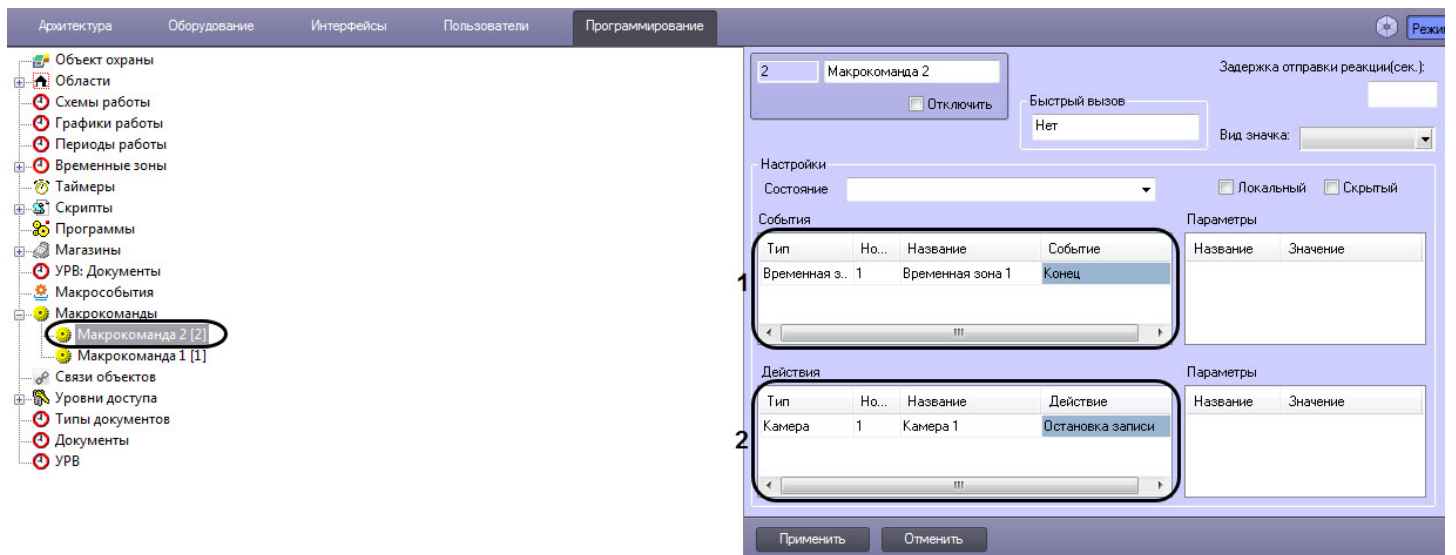 Архитектура Оборудование Интерфейсы Пользователи Программирование Режи
Объект охраны
Области
Схемы работы
Графики работы
Периоды работы
Временные зоны
Таймеры
Скрипты
Программы
Магазины
УРВ: Документы
Макрособытия
Макрокоманды
Макрокоманда 2 [2]
Макрокоманда 1 [1]
Связи объектов
Уровни доступа
Типы документов
Документы
УРВ
2 Макрокоманда 2
Отключить
Быстрый вызов
Нет
Задержка отправки реакции(сек.):
Вид значка:
Настройки
Состояние
Локальный Скрытый
События
Тип Но... Название Событие
Временная з.. 1 Временная зона 1 Конец
1
Параметры
Название Значение
Действия
Тип Но... Название Действие
Камера 1 Камера 1 Остановка записи
2
Параметры
Название Значение
Применить Отменить